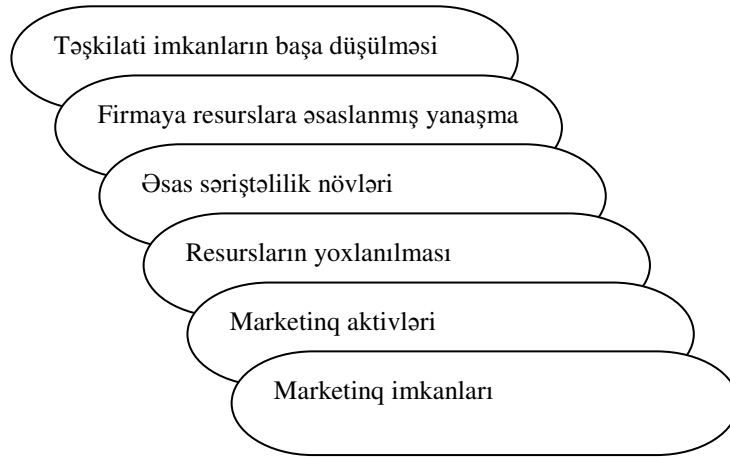 Təşkilati imkanların başa düşülməsi
Firmaya resurslara əsaslanmış yanaşma
Əsas səriştəlilik növləri
Resursların yoxlanılması
Marketinq aktivləri
Marketinq imkanları